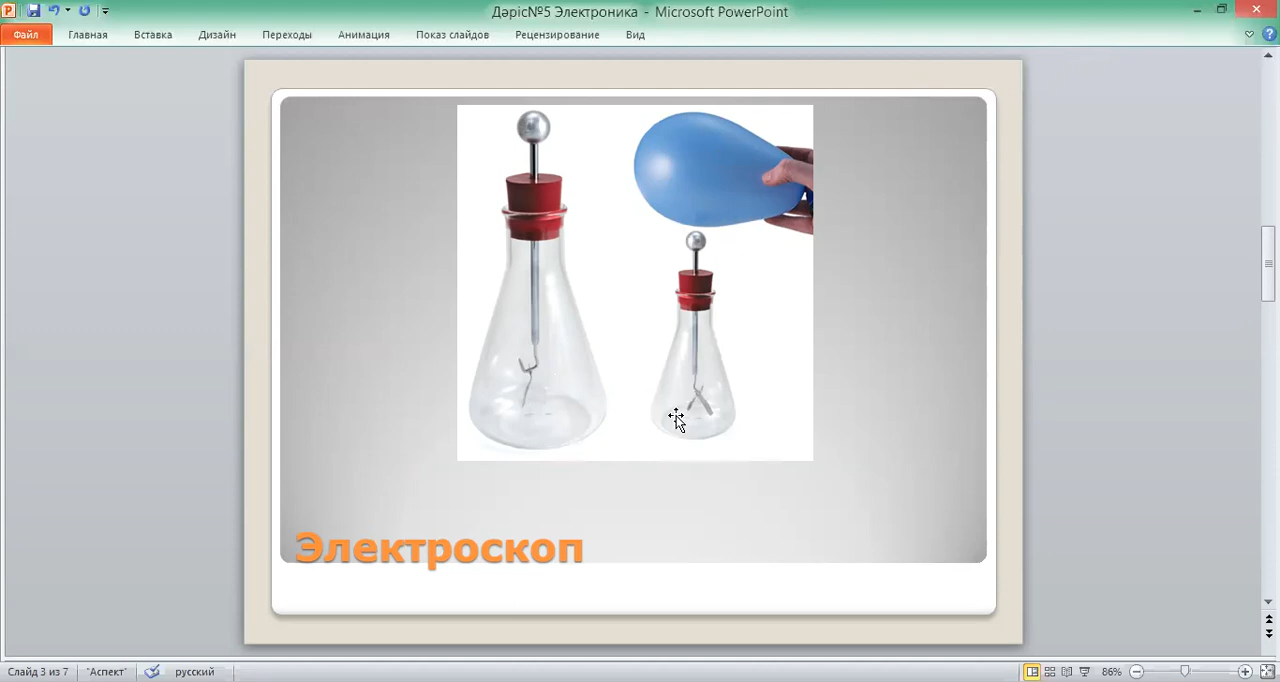 Дәріс№5 Электроника - Microsoft PowerPoint
Файл Главная Вставка Дизайн Переходы Анимация Показ слайдов Рецензирование Вид
Электроскоп
Слайд 3 из 7 "Аспект" русский 86%